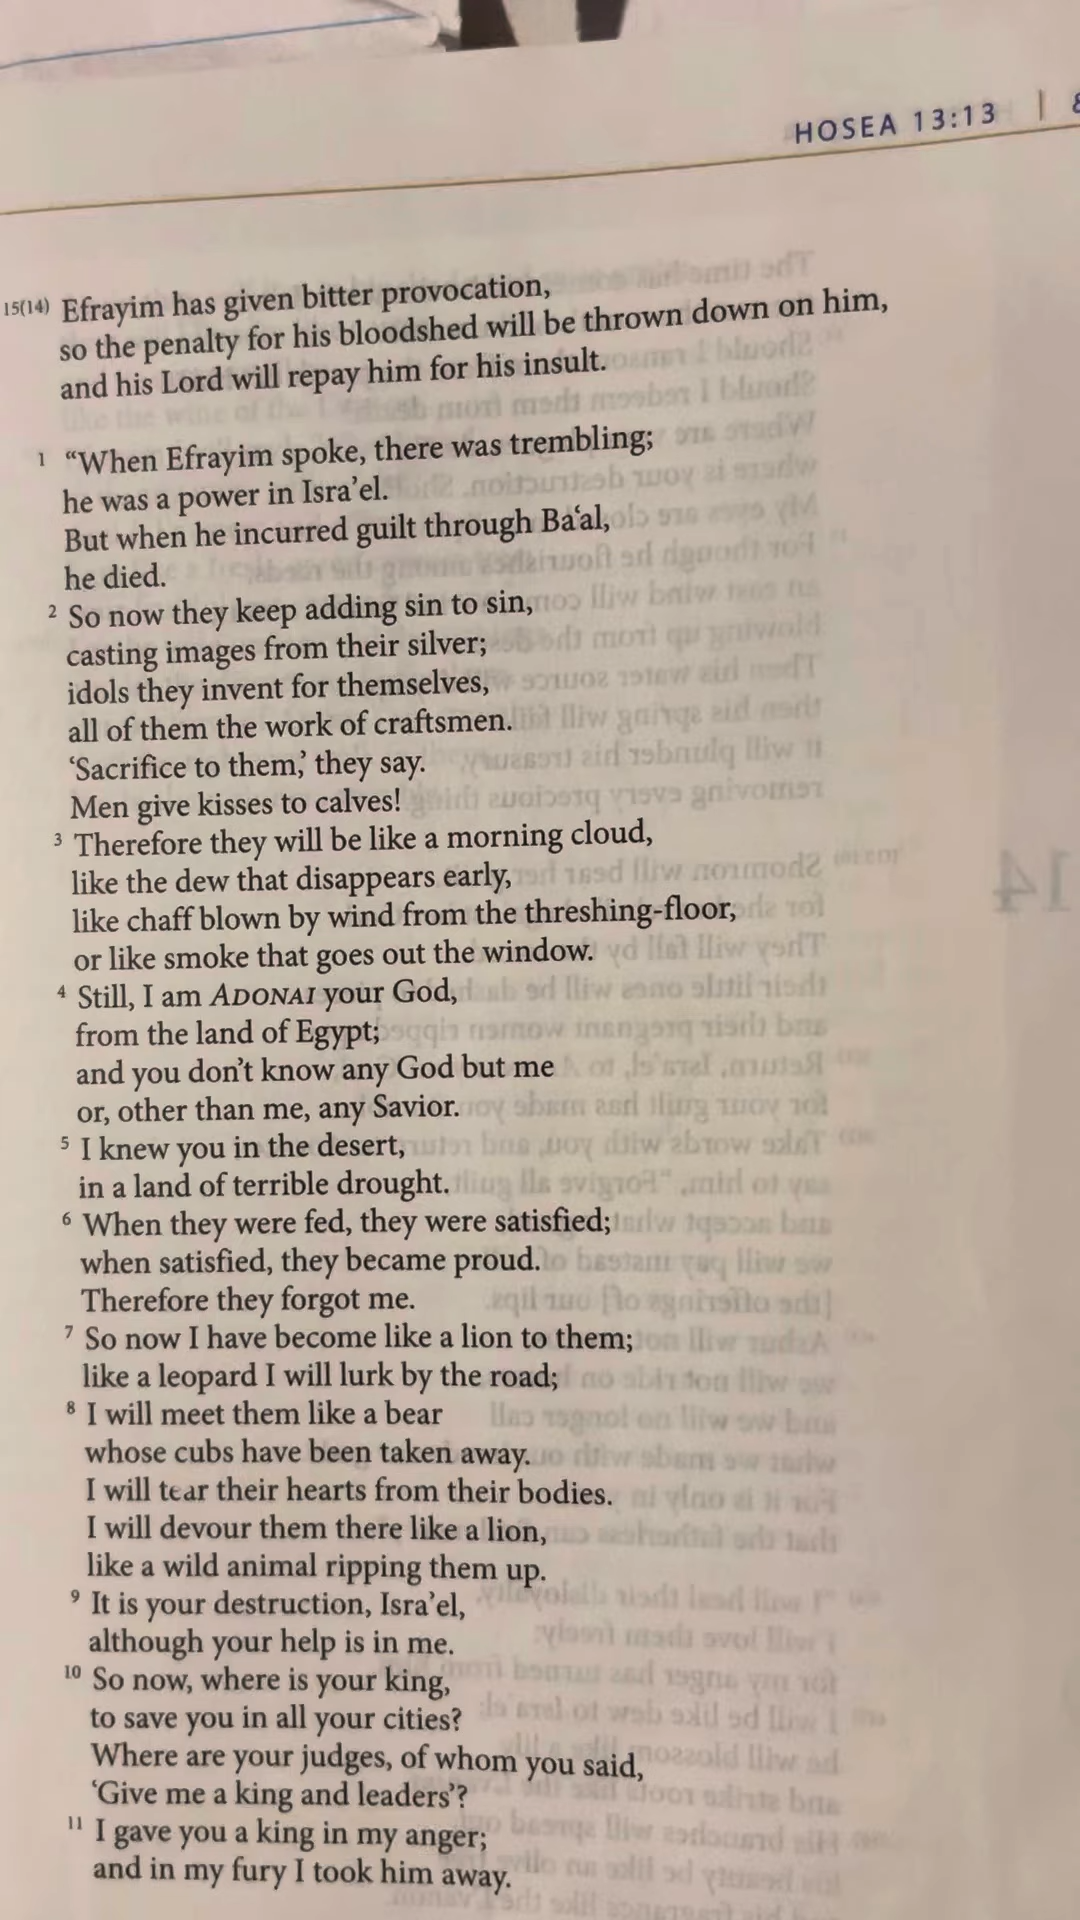 HOSEA 13:13 |
15(14) Efrayim has given bitter provocation,
so the penalty for his bloodshed will be thrown down on him,
and his Lord will repay him for his insult.
1 “When Efrayim spoke, there was trembling;
he was a power in Isra’el.
But when he incurred guilt through Ba‘al,
he died.
2 So now they keep adding sin to sin,
casting images from their silver;
idols they invent for themselves,
all of them the work of craftsmen.
‘Sacrifice to them,’ they say.
Men give kisses to calves!
3 Therefore they will be like a morning cloud,
like the dew that disappears early,
like chaff blown by wind from the threshing-floor,
or like smoke that goes out the window.
4 Still, I am ADONAI your God,
from the land of Egypt;
and you don’t know any God but me
or, other than me, any Savior.
5 I knew you in the desert,
in a land of terrible drought.
6 When they were fed, they were satisfied;
when satisfied, they became proud.
Therefore they forgot me.
7 So now I have become like a lion to them;
like a leopard I will lurk by the road;
8 I will meet them like a bear
whose cubs have been taken away.
I will tear their hearts from their bodies.
I will devour them there like a lion,
like a wild animal ripping them up.
9 It is your destruction, Isra’el,
although your help is in me.
10 So now, where is your king,
to save you in all your cities?
Where are your judges, of whom you said,
‘Give me a king and leaders’?
11 I gave you a king in my anger;
and in my fury I took him away.